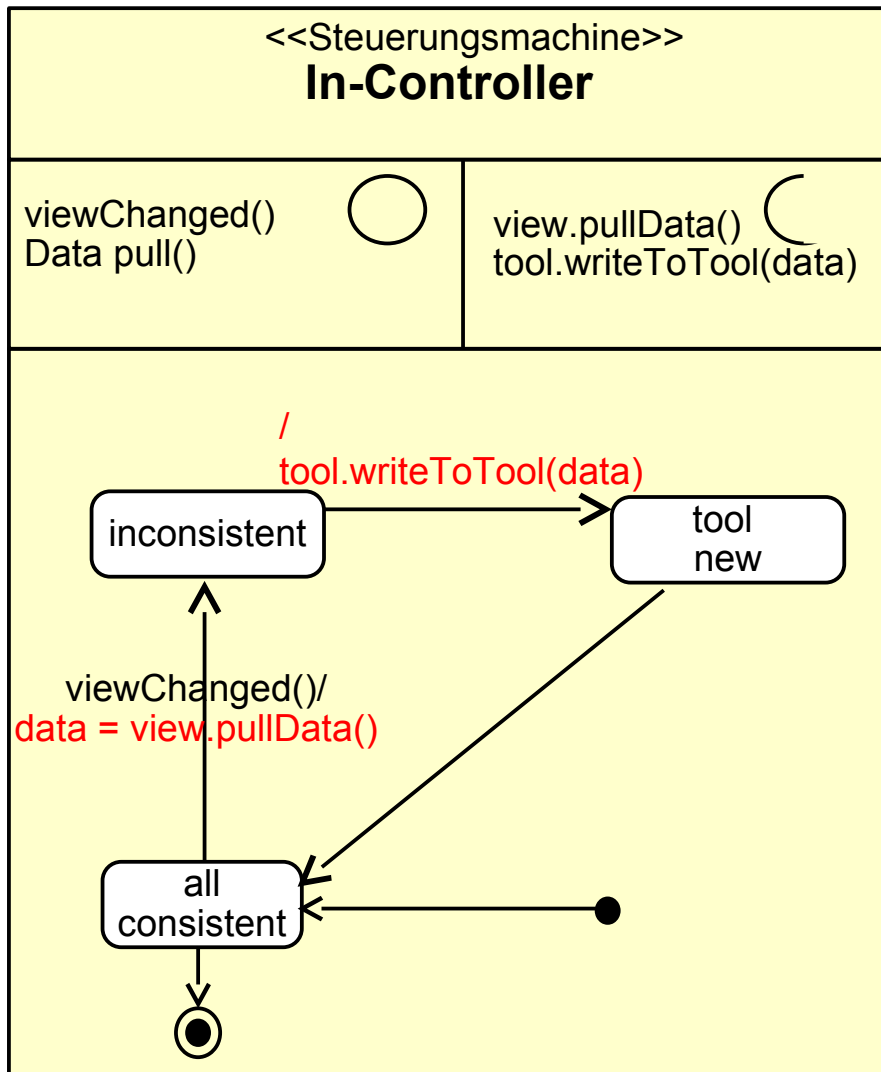 <<Steuerungsmachine>>
In-Controller
viewChanged()
Data pull()
view.pullData()
tool.writeToTool(data)
/
tool.writeToTool(data)
inconsistent
tool
new
viewChanged()/
data = view.pullData()
all
consistent